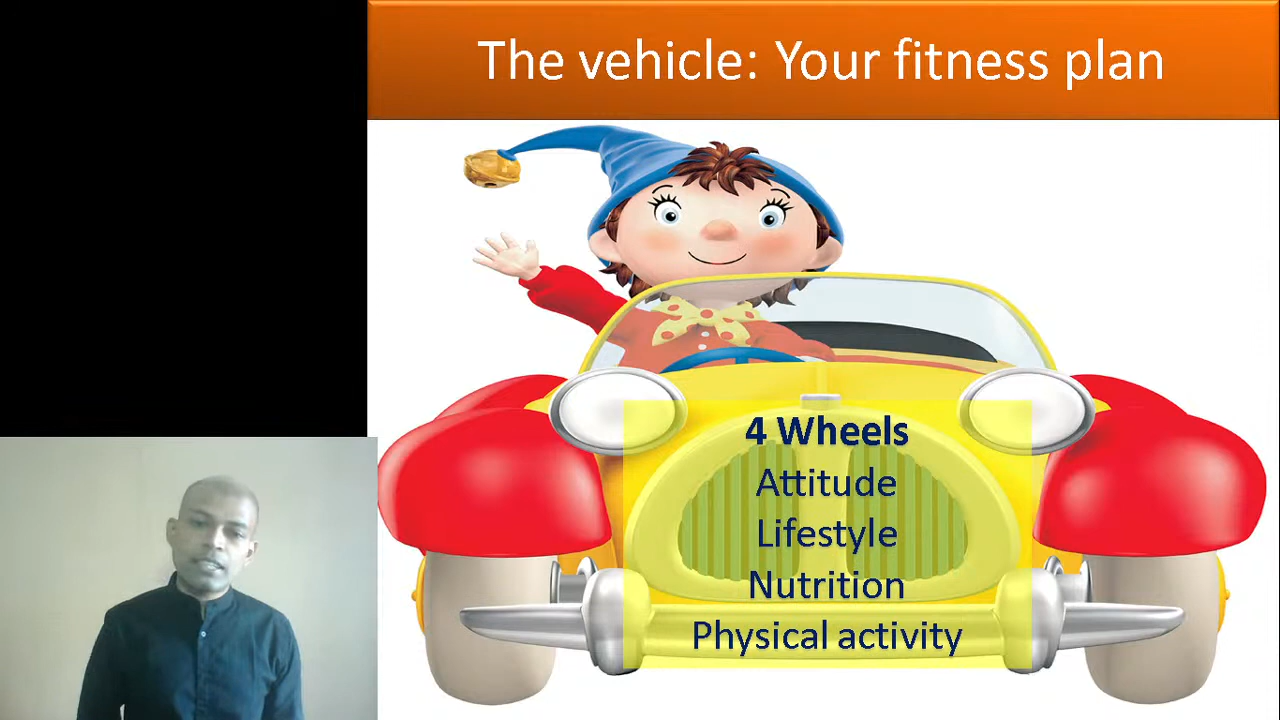 The vehicle: Your fitness plan
4 Wheels
Attitude
Lifestyle
Nutrition
Physical activity